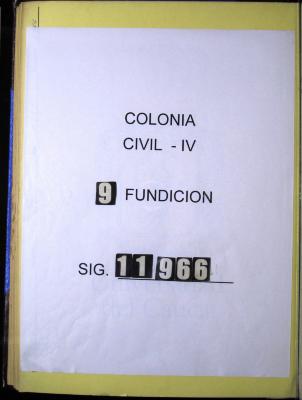 COLONIA
CIVIL - IV
9 FUNDICION
SIG. 11966